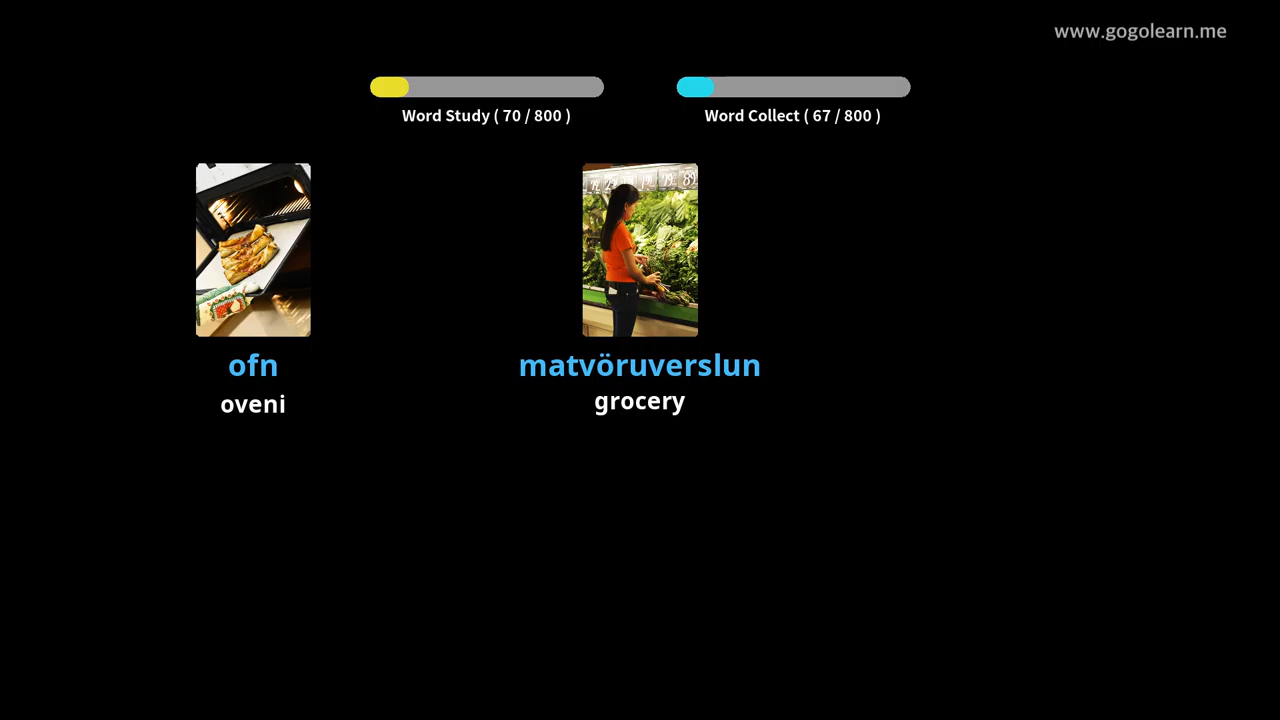 www.gogolearn.me
Word Study ( 70 / 800 )
Word Collect ( 67 / 800 )
ofn
oveni
matvöruverslun
grocery